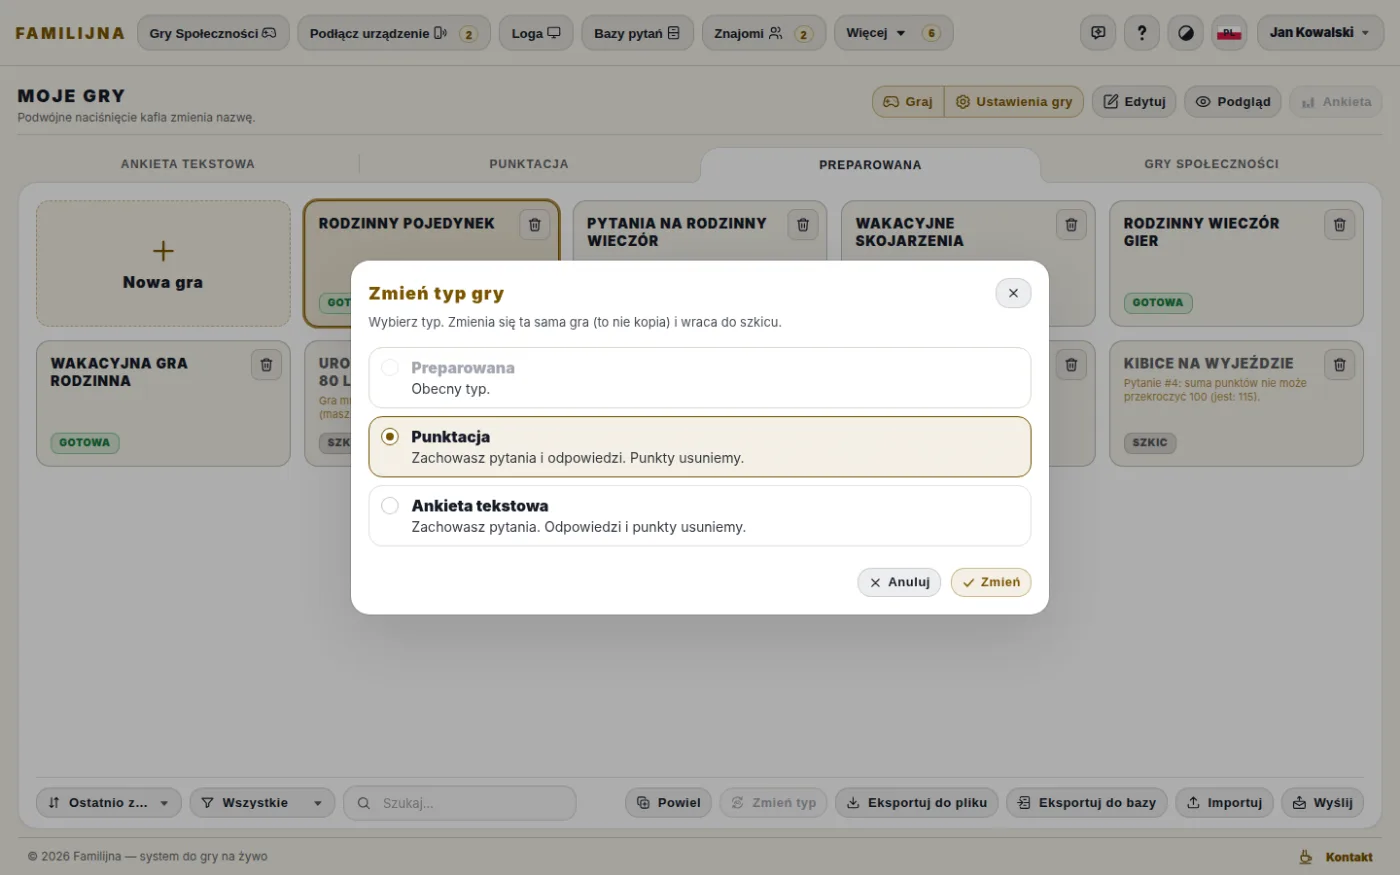 FAMILIJNA
Gry Społeczności
Podłącz urządzenie 2
Loga
Bazy pytań
Znajomi 2
Więcej 6
?
PL
Jan Kowalski
MOJE GRY
Podwójne naciśnięcie kafla zmienia nazwę.
Graj
Ustawienia gry
Edytuj
Podgląd
Ankieta
ANKIETA TEKSTOWA
PUNKTACJA
PREPAROWANA
GRY SPOŁECZNOŚCI
Nowa gra
RODZINNY POJEDYNEK
PYTANIA NA RODZINNY
WIECZÓR
WAKACYJNE
SKOJARZENIA
RODZINNY WIECZÓR
GIER
GOTOWA
WAKACYJNA GRA
RODZINNA
GOTOWA
80 L
SZKIC
KIBICE NA WYJEŹDZIE
Pytanie #4: suma punktów nie może
przekroczyć 100 (jest: 115).
Zmień typ gry
Wybierz typ. Zmienia się ta sama gra (to nie kopia) i wraca do szkicu.
Preparowana
Obecny typ.
Punktacja
Zachowasz pytania i odpowiedzi. Punkty usuniemy.
Ankieta tekstowa
Zachowasz pytania. Odpowiedzi i punkty usuniemy.
Anuluj
Zmień
Ostatnio z...
Wszystkie
Szukaj...
Powiel
Zmień typ
Eksportuj do pliku
Eksportuj do bazy
Importuj
Wyślij
© 2026 Familijna — system do gry na żywo
Kontakt